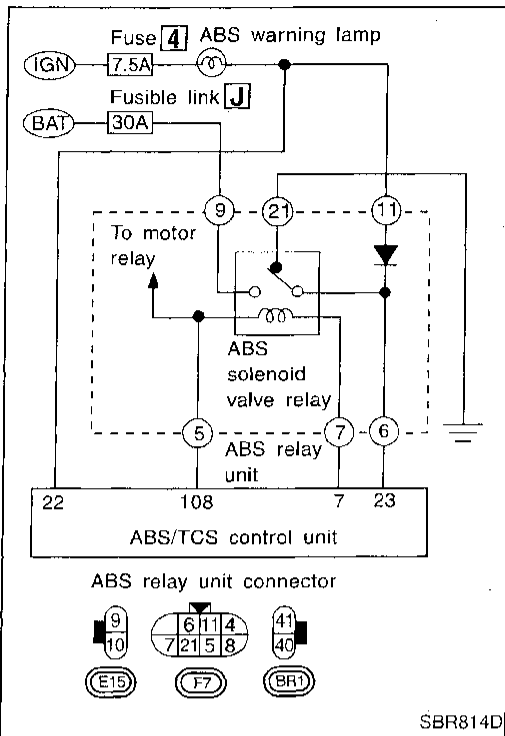 Fuse 4 ABS warning lamp
IGN 7.5A
Fusible link J
BAT 30A
9 21 11
To motor
relay
ABS
solenoid
valve relay
5 7 6
ABS relay
unit
22 108 7 23
ABS/TCS control unit
ABS relay unit connector
9 6 11 4 41
10 7 21 5 8 40
E15 F7 BR1
SBR814D